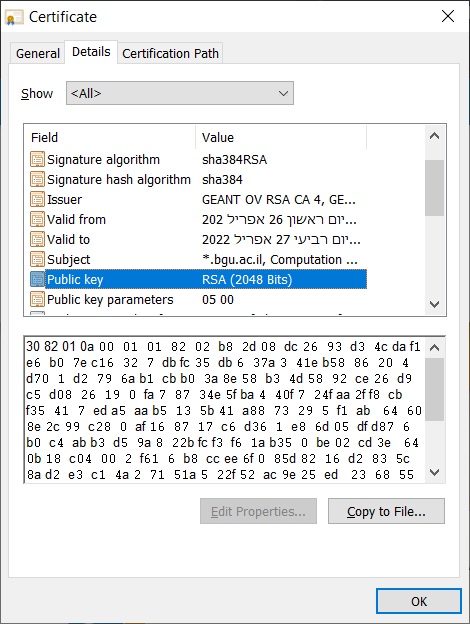 Certificate
General
Details
Certification Path
Show
<All>
Field Value
Signature algorithm sha384RSA
Signature hash algorithm sha384
Issuer GEANT OV RSA CA 4, GE...
Valid from יום ראשון 26 אפריל 202...
Valid to יום רביעי 27 אפריל 2022
Subject *.bgu.ac.il, Computation ...
Public key RSA (2048 Bits)
Public key parameters 05 00
30 82 01 0a 00 01 01 82 02 b8 2d 08 dc 26 93 d3 4c da f1
e6 b0 7e c16 32 7 db fc 35 db 6 37a 3 41e b58 86 20 4
d70 1 d2 79 6a b1 cb b0 3a 8e 58 b3 4d 58 92 ce 26 d9
c5 d08 26 19 0 fa 7 87 34e 5f ba 4 40f 7 24f aa 2f f8 cb
f35 41 7 ed a5 aa b5 13 5b 41 a88 73 29 5 f1 ab 64 60
8e 2c 99 c28 0 af 16 87 17 c6 d36 1 e8 6d 05 df d87 6
b0 c4 ab b3 d5 9a 8 22b fc f3 f6 1a b35 0 be 02 cd 3e 64
0b 18 c04 00 2 f61 6 b8 cc ee 6f 0 85d 82 16 d2 83 5c
8a d2 e3 c1 4a 2 71 51a 5 22f 52 ac 9e 25 ed 23 68 55
Edit Properties...
Copy to File...
OK